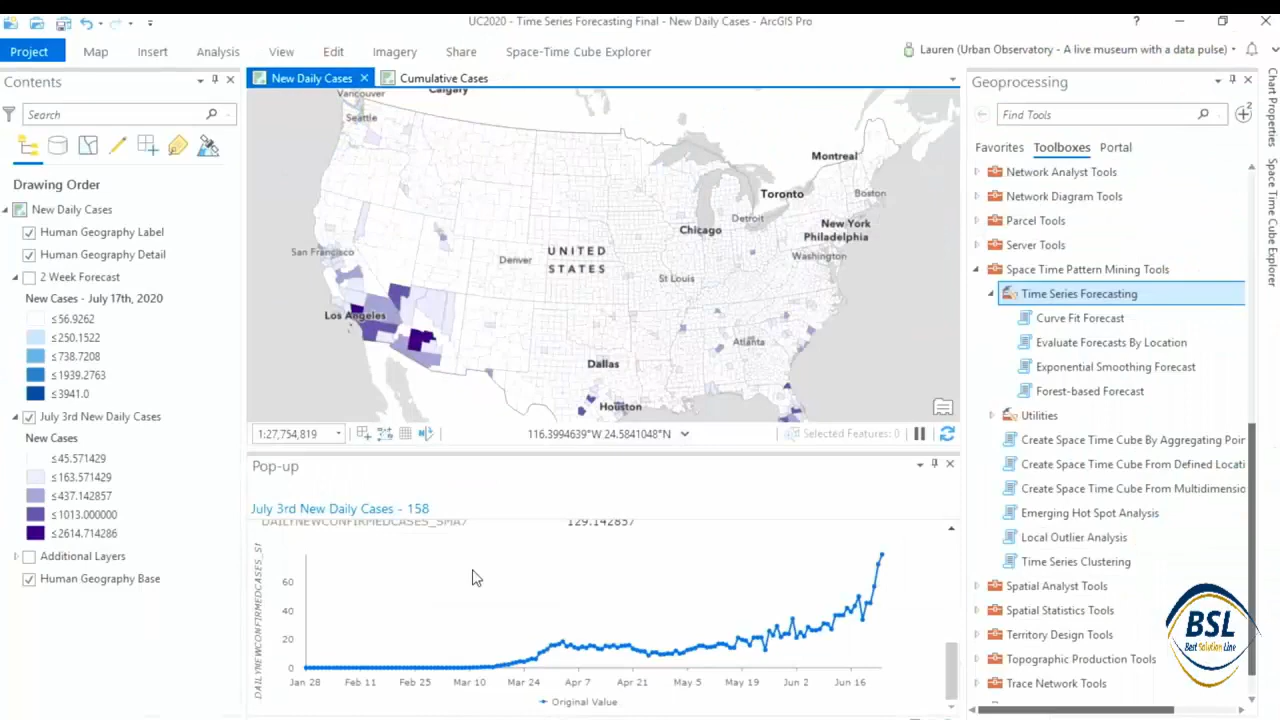 UC2020 - Time Series Forecasting Final - New Daily Cases - ArcGIS Pro
Project Map Insert Analysis View Edit Imagery Share Space-Time Cube Explorer
Lauren (Urban Observatory - A live museum with a data pulse)
Contents
Search
Drawing Order
New Daily Cases
Human Geography Label
Human Geography Detail
2 Week Forecast
New Cases - July 17th, 2020
≤56.9262
≤250.1522
≤738.7208
≤1939.2763
≤3941.0
July 3rd New Daily Cases
New Cases
≤45.571429
≤163.571429
≤437.142857
≤1013.000000
≤2614.714286
Additional Layers
Human Geography Base
New Daily Cases
Cumulative Cases
Vancouver
Calgary
Seattle
Montreal
Toronto
Boston
Detroit
New York
Chicago
Philadelphia
San Francisco
Denver
UNITED
STATES
Washington
St Louis
Los Angeles
Atlanta
Dallas
Houston
1:27,754,819
116.3994639°W 24.5841048°N
Selected Features: 0
Pop-up
July 3rd New Daily Cases - 158
DAILYNEWCONFIRMEDCASES_SMA7 129.142857
DAILYNEWCONFIRMEDCASES_SI
60
40
20
0
Jan 28 Feb 11 Feb 25 Mar 10 Mar 24 Apr 7 Apr 21 May 5 May 19 Jun 2 Jun 16
Original Value
Geoprocessing
Find Tools
2
Favorites Toolboxes Portal
Network Analyst Tools
Network Diagram Tools
Parcel Tools
Server Tools
Space Time Pattern Mining Tools
Time Series Forecasting
Curve Fit Forecast
Evaluate Forecasts By Location
Exponential Smoothing Forecast
Forest-based Forecast
Utilities
Create Space Time Cube By Aggregating Poir
Create Space Time Cube From Defined Locati
Create Space Time Cube From Multidimensio
Emerging Hot Spot Analysis
Local Outlier Analysis
Time Series Clustering
Spatial Analyst Tools
Spatial Statistics Tools
Territory Design Tools
Topographic Production Tools
Trace Network Tools
Chart Properties
Space Time Cube Explorer
BSL
Best Solution Line